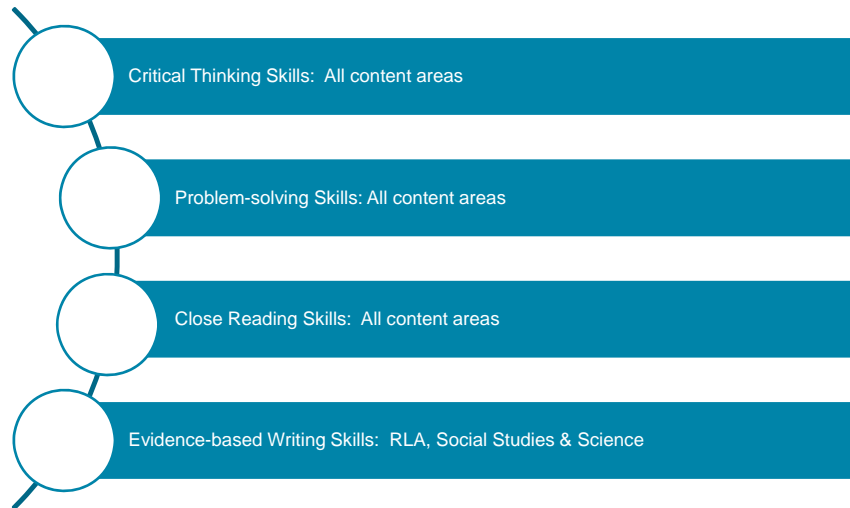 Critical Thinking Skills:  All content areas
Problem-solving Skills: All content areas
Close Reading Skills:  All content areas
Evidence-based Writing Skills:  RLA, Social Studies & Science